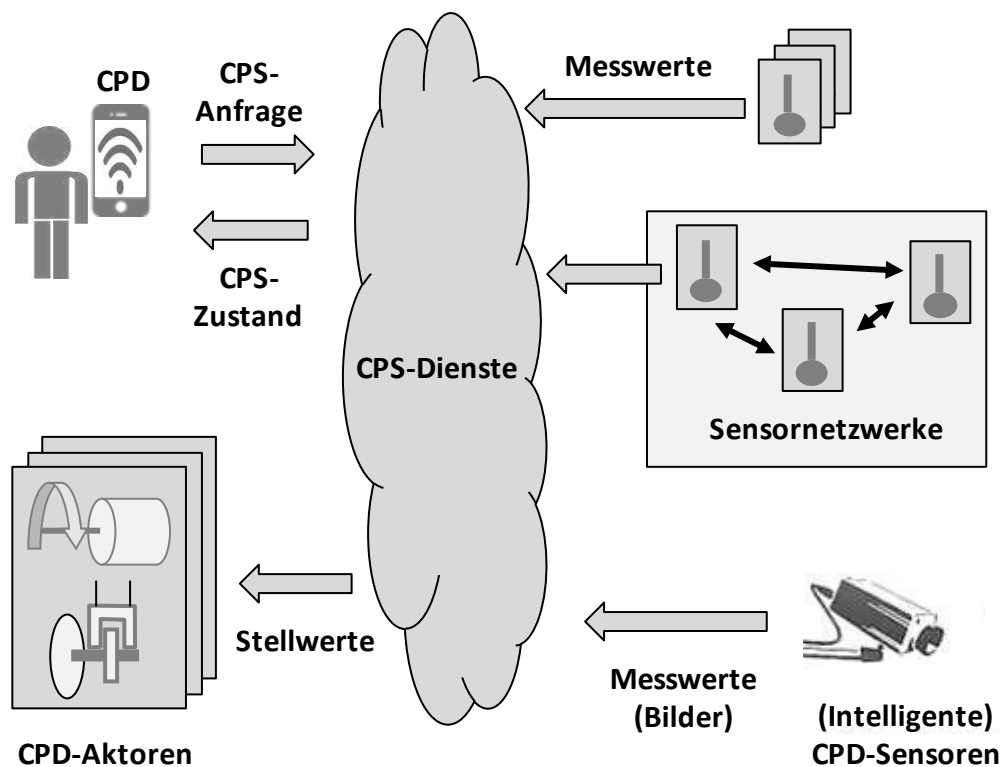 CPD
CPS-
Anfrage
CPS-
Zustand
Messwerte
CPS-Dienste
Sensornetzwerke
Stellwerte
CPD-Aktoren
Messwerte
(Bilder)
(Intelligente)
CPD-Sensoren